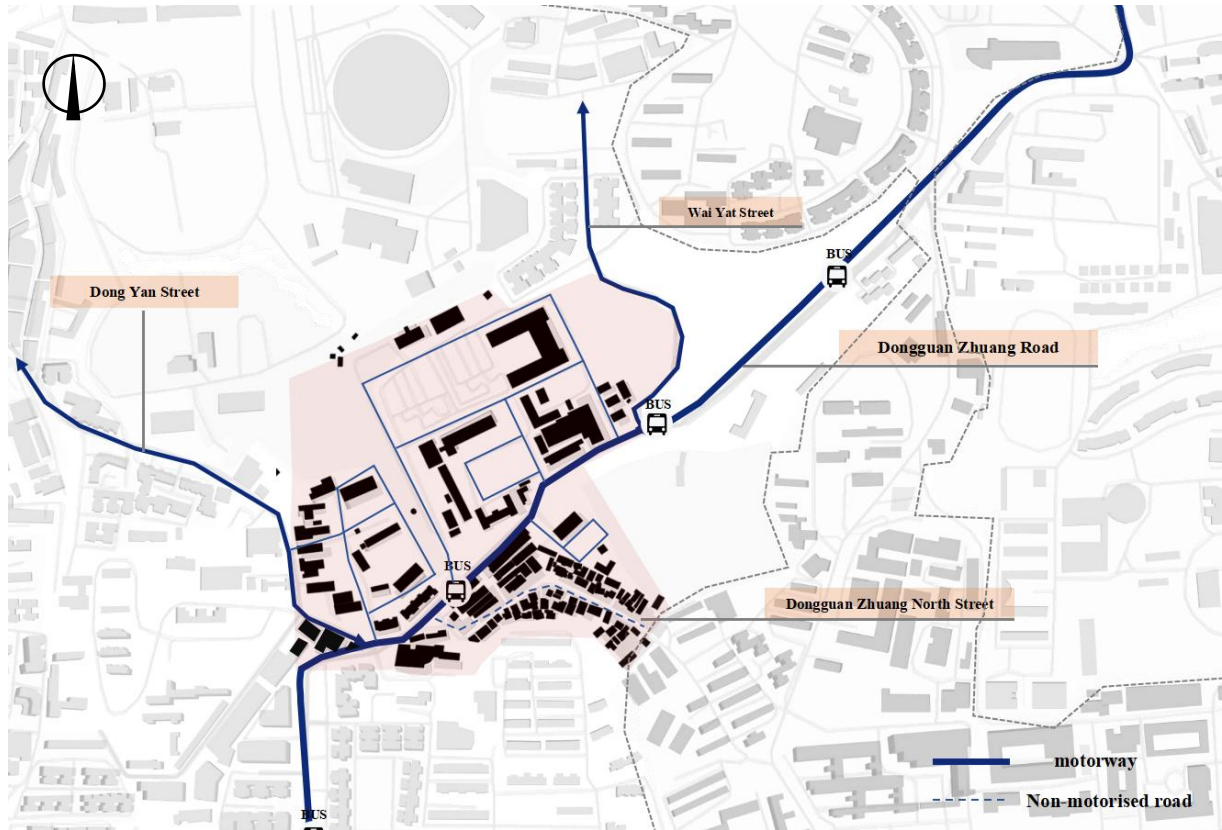 Wai Yat Street
BUS
Dong Yan Street
Dongguan Zhuang Road
BUS
BUS
Dongguan Zhuang North Street
motorway
Non-motorised road
BUS